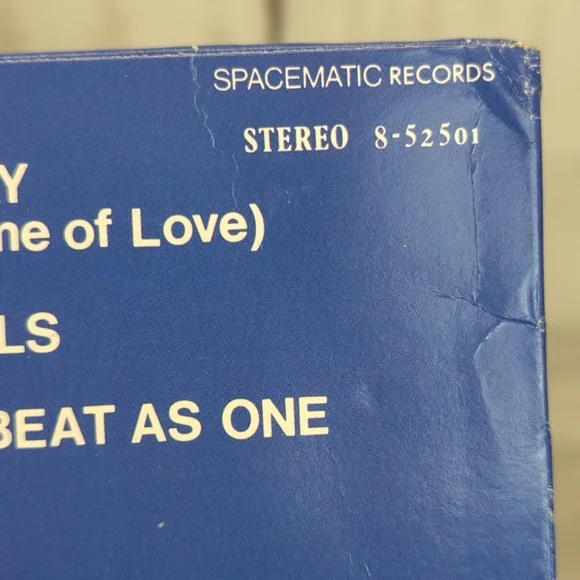 SPACEMATIC RECORDS
STEREO 8-52501
Y
me of Love)
LS
BEAT AS ONE